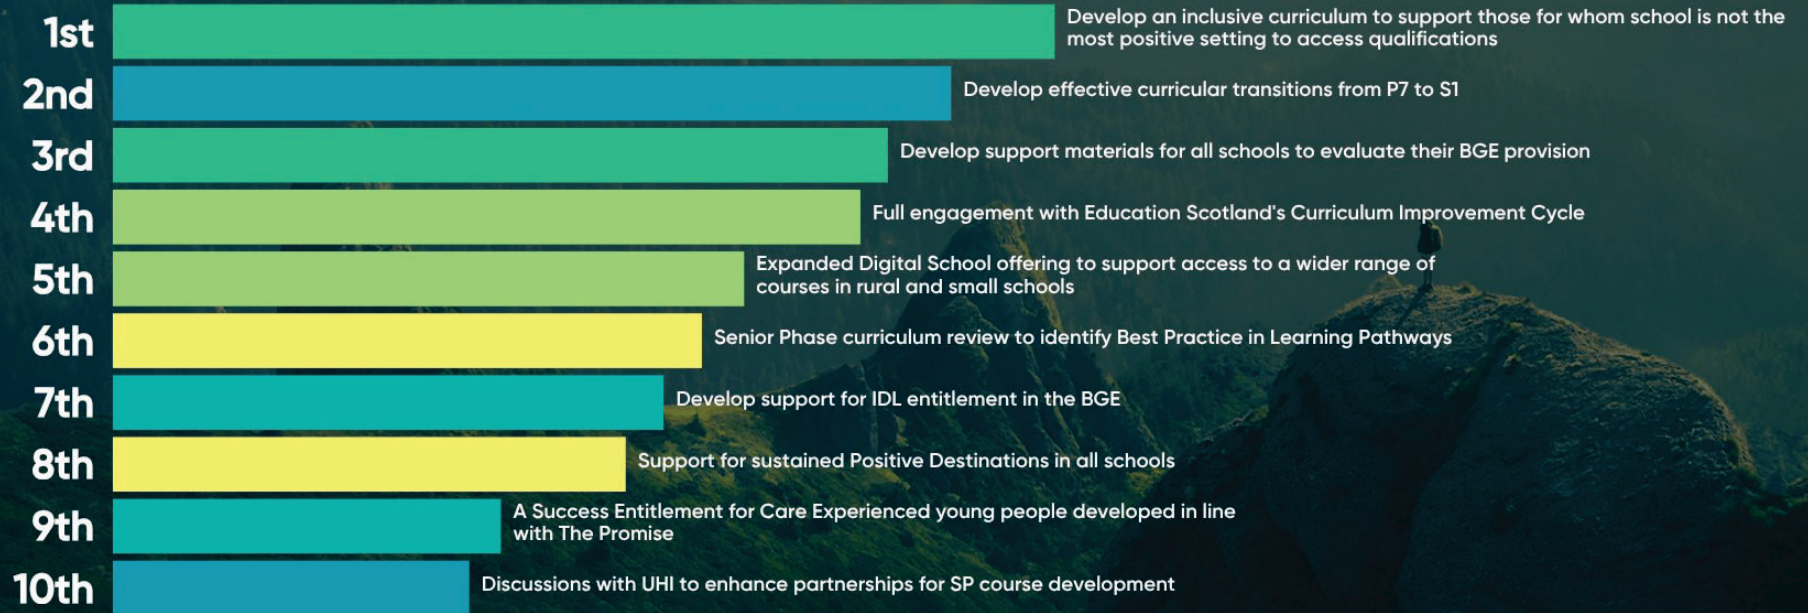 1st
Develop an inclusive curriculum to support those for whom school is not the
most positive setting to access qualifications
2nd
Develop effective curricular transitions from P7 to S1
3rd
Develop support materials for all schools to evaluate their BGE provision
4th
Full engagement with Education Scotland's Curriculum Improvement Cycle
5th
Expanded Digital School offering to support access to a wider range of
courses in rural and small schools
6th
Senior Phase curriculum review to identify Best Practice in Learning Pathways
7th
Develop support for IDL entitlement in the BGE
8th
Support for sustained Positive Destinations in all schools
9th
A Success Entitlement for Care Experienced young people developed in line
with The Promise
10th
Discussions with UHI to enhance partnerships for SP course development